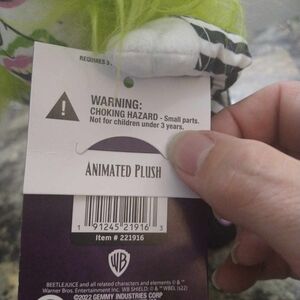 REQUIRES 3
WARNING:
CHOKING HAZARD - Small parts.
Not for children under 3 years.
ANIMATED PLUSH
1 91245 21916 3
Item # 221916
WB
BEETLEJUICE and all related characters and elements © & ™
Warner Bros. Entertainment Inc. WB SHIELD: © & ™ WBEI. (s22)
©2022 GEMMY INDUSTRIES CORP